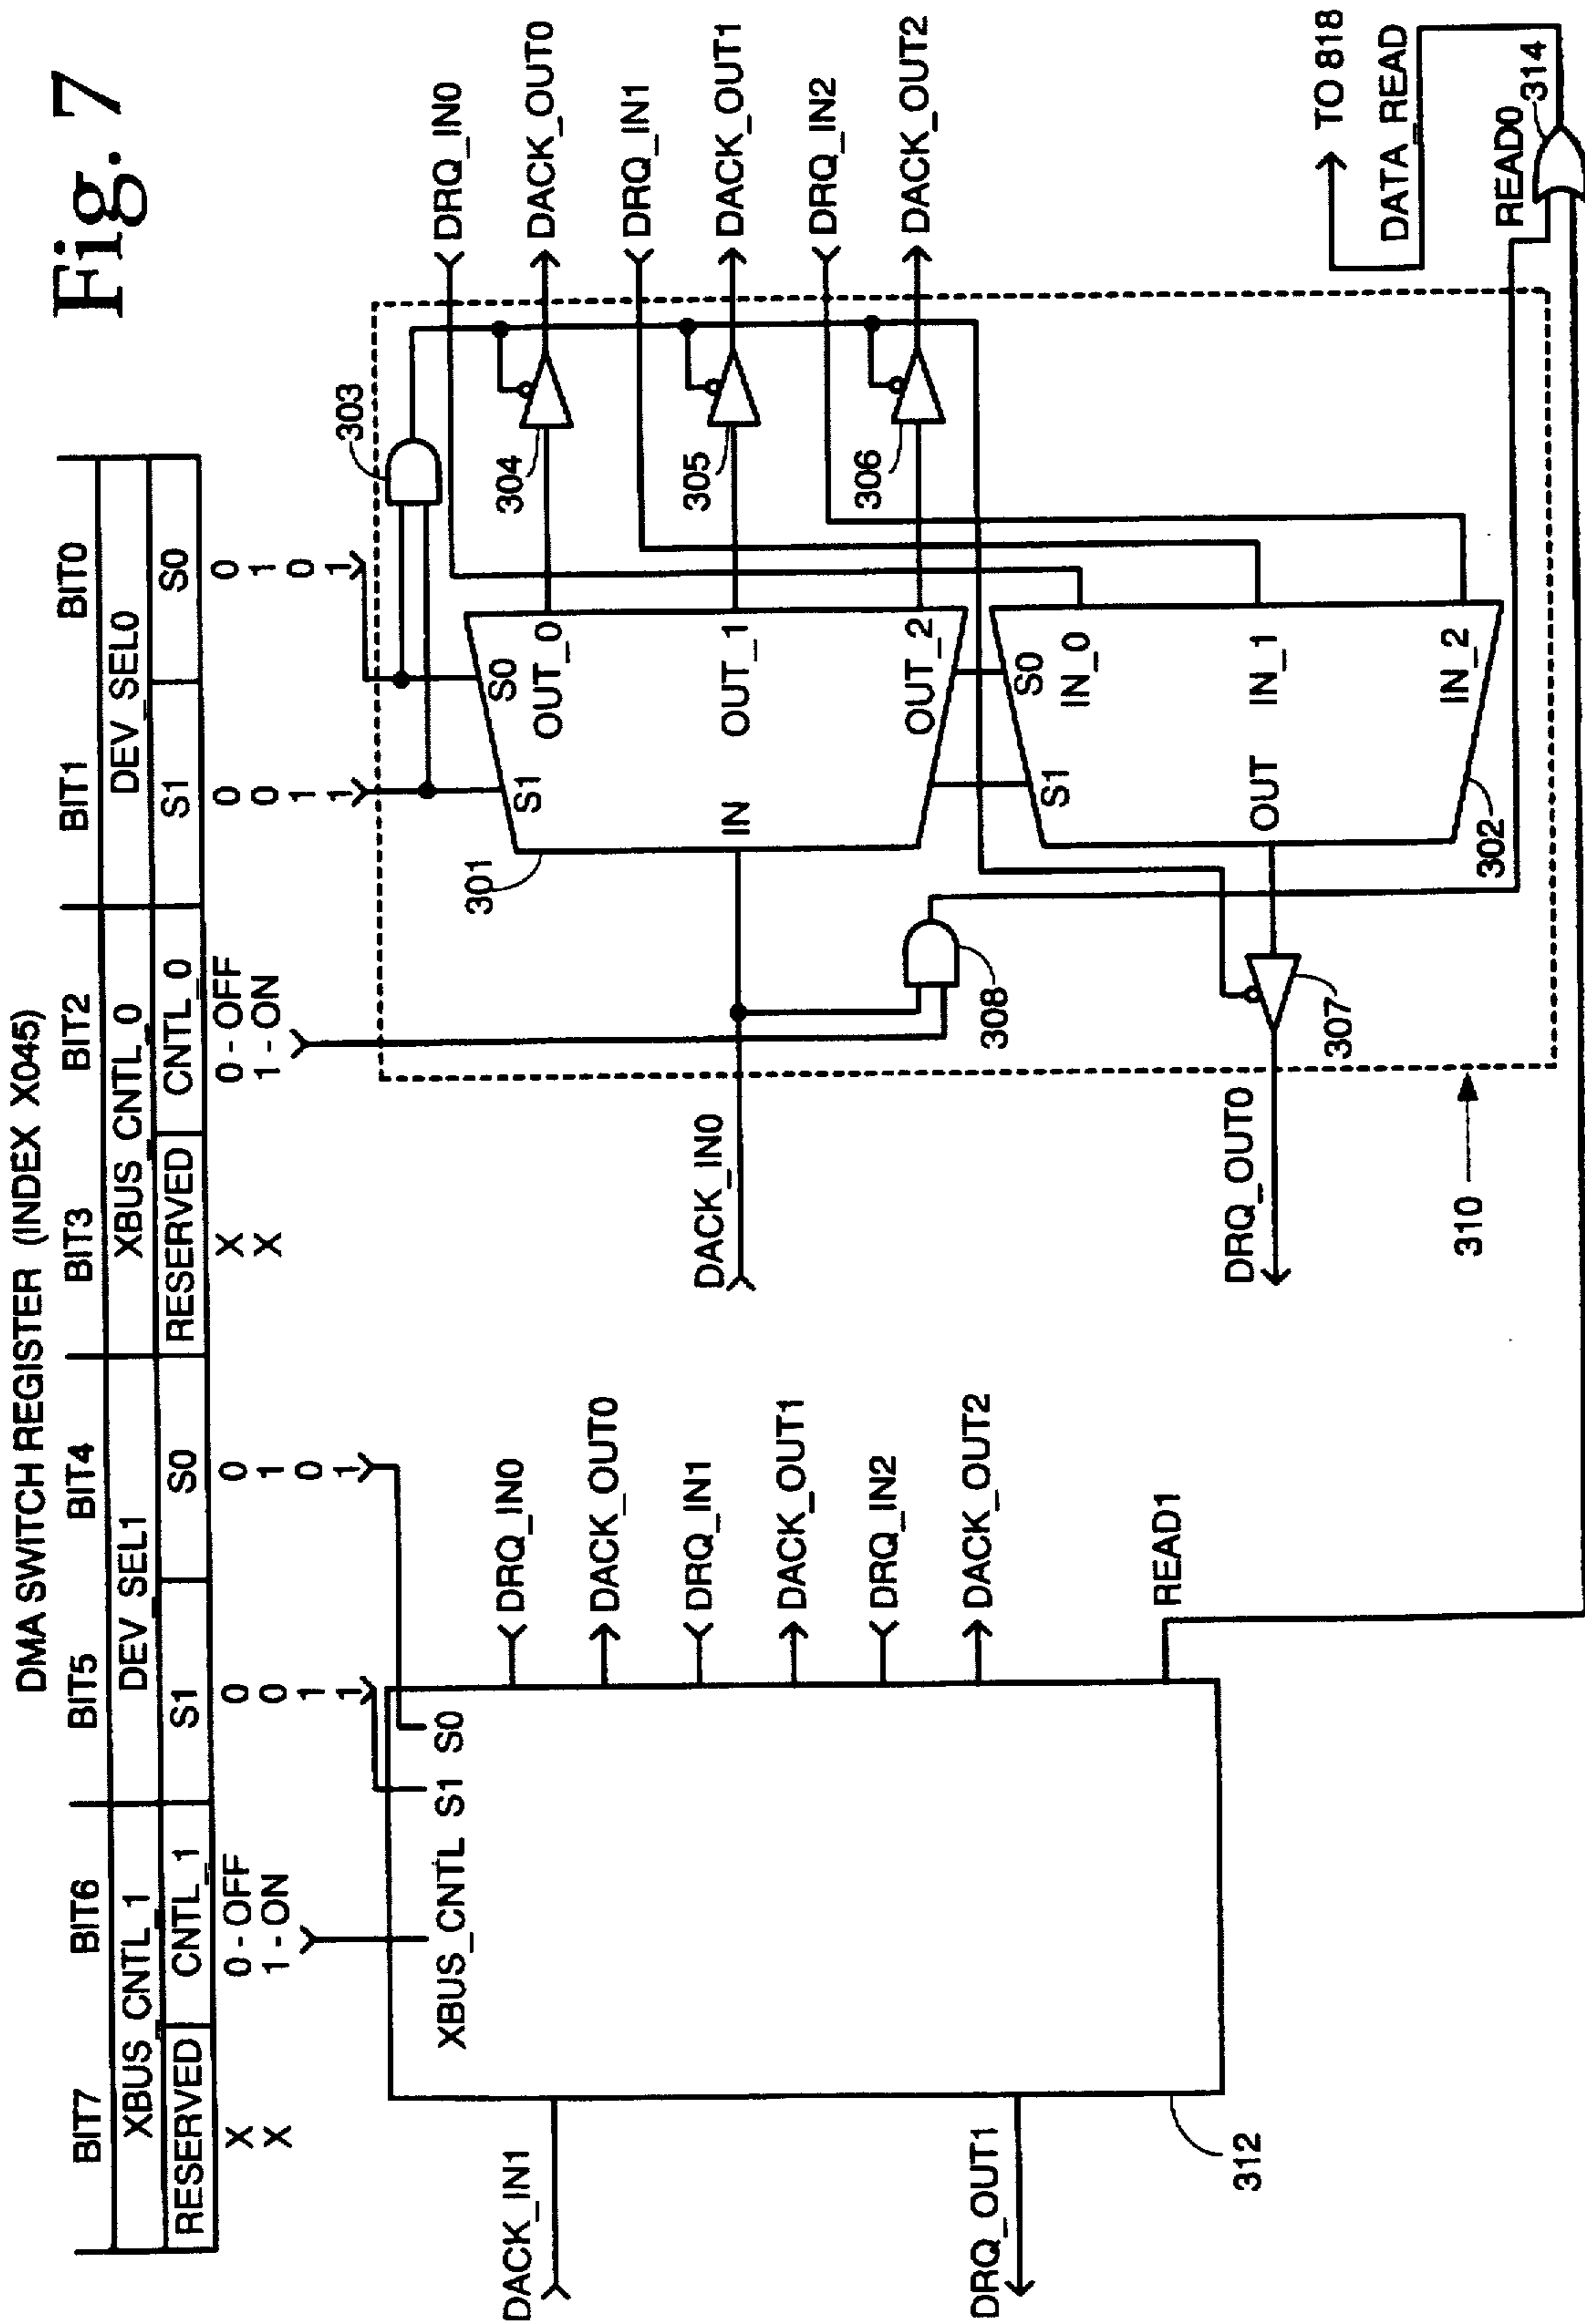 Fig. 7
DMA SWITCH REGISTER (INDEX X045)
BIT7 BIT6 BIT5 BIT4 BIT3 BIT2 BIT1 BIT0
XBUS_CNTL_1 DEV_SEL1 XBUS_CNTL_0 DEV_SEL0
RESERVED CNTL_1 S1 S0 RESERVED CNTL_0 S1 S0
X 0 - OFF 0 0 X 0 - OFF 0 0
X 1 - ON 0 1 X 1 - ON 0 1
1 0 1 0
1 1 1 1
XBUS_CNTL S1 S0
DACK_IN1
DRQ_OUT1
DRQ_IN0
DACK_OUT0
DRQ_IN1
DACK_OUT1
DRQ_IN2
DACK_OUT2
READ1
312
DACK_IN0
DRQ_OUT0
310
303
DRQ_IN0
304
DACK_OUT0
DRQ_IN1
305
DACK_OUT1
DRQ_IN2
306
DACK_OUT2
301
S1 S0
OUT_0
IN OUT_1
OUT_2
308
S1 S0
IN_0
OUT IN_1
IN_2
302
307
TO 818
DATA_READ
READ0
314